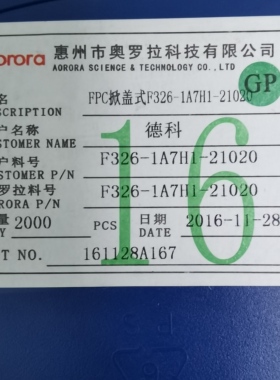 orora 惠州市奥罗拉科技有限公司
AORORA SCIENCE & TECHNOLOGY CO.,LTD
GP
名 FPC掀盖式F326-1A7H1-21020
SCRIPTION
户名称 德科
STOMER NAME
户料号 F326-1A7H1-21020
STOMER P/N
罗拉料号 F326-1A7H1-21020
RORA P/N
量 2000 PCS 日期 2016-11-28
DATE
T NO. 161128A167
16